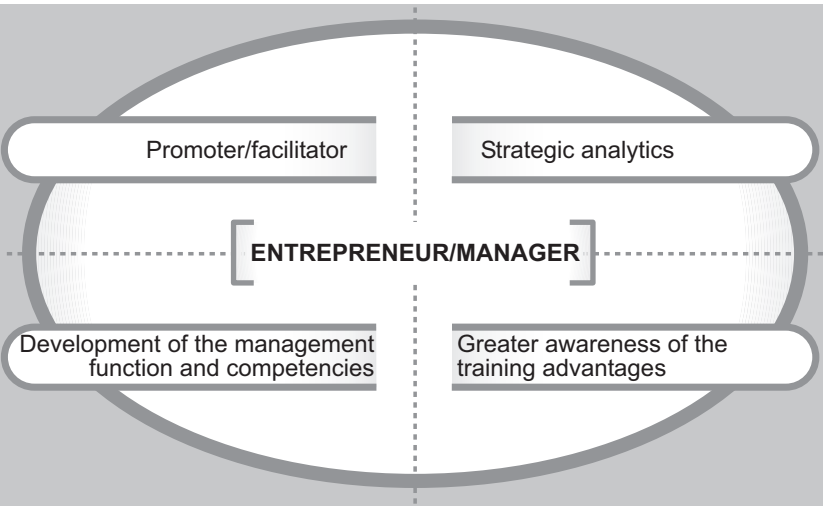 Promoter/facilitator
Strategic analytics
ENTREPRENEUR/MANAGER
Development of the management
function and competencies
Greater awareness of the
training advantages